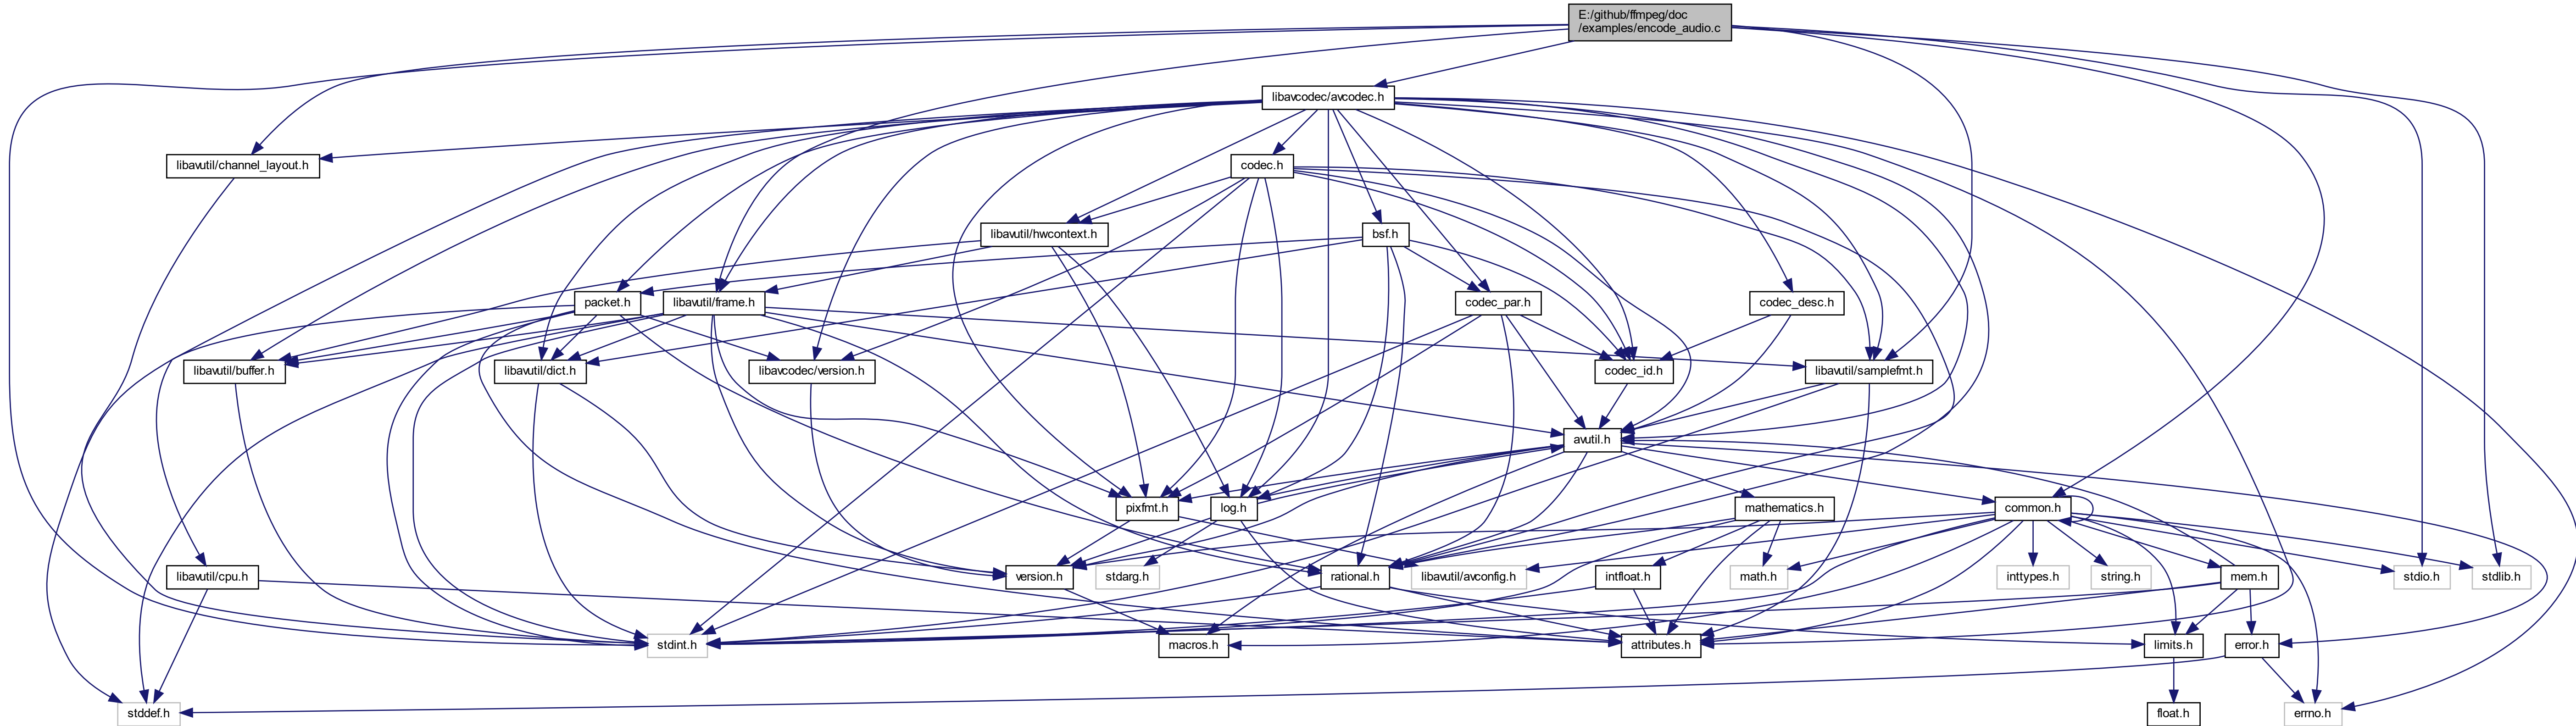 E:/github/ffmpeg/doc
/examples/encode_audio.c
libavcodec/avcodec.h
libavutil/channel_layout.h
codec.h
libavutil/hwcontext.h
bsf.h
packet.h
libavutil/frame.h
codec_par.h
codec_desc.h
libavutil/buffer.h
libavutil/dict.h
libavcodec/version.h
codec_id.h
libavutil/samplefmt.h
avutil.h
pixfmt.h
log.h
mathematics.h
common.h
libavutil/cpu.h
version.h
stdarg.h
rational.h
libavutil/avconfig.h
intfloat.h
math.h
inttypes.h
string.h
mem.h
stdio.h
stdlib.h
stdint.h
macros.h
attributes.h
limits.h
error.h
stddef.h
float.h
errno.h